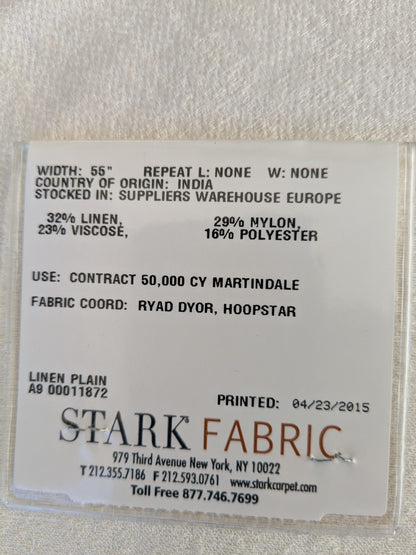 WIDTH: 55" REPEAT L: NONE W: NONE
COUNTRY OF ORIGIN: INDIA
STOCKED IN: SUPPLIERS WAREHOUSE EUROPE
32% LINEN, 29% NYLON,
23% VISCOSE, 16% POLYESTER
USE: CONTRACT 50,000 CY MARTINDALE
FABRIC COORD: RYAD DYOR, HOOPSTAR
LINEN PLAIN
A9 00011872
PRINTED: 04/23/2015
STARK FABRIC
979 Third Avenue New York, NY 10022
T 212.355.7186 F 212.593.0761 www.starkcarpet.com
Toll Free 877.746.7699